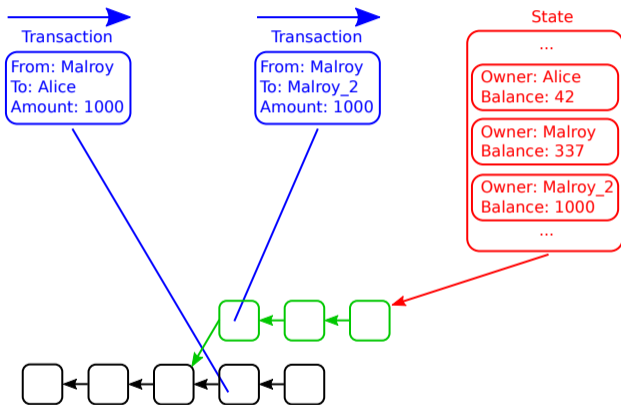 Transaction
From: Malroy
To: Alice
Amount: 1000
Transaction
From: Malroy
To: Malroy_2
Amount: 1000
State
...
Owner: Alice
Balance: 42
Owner: Malroy
Balance: 337
Owner: Malroy_2
Balance: 1000
...